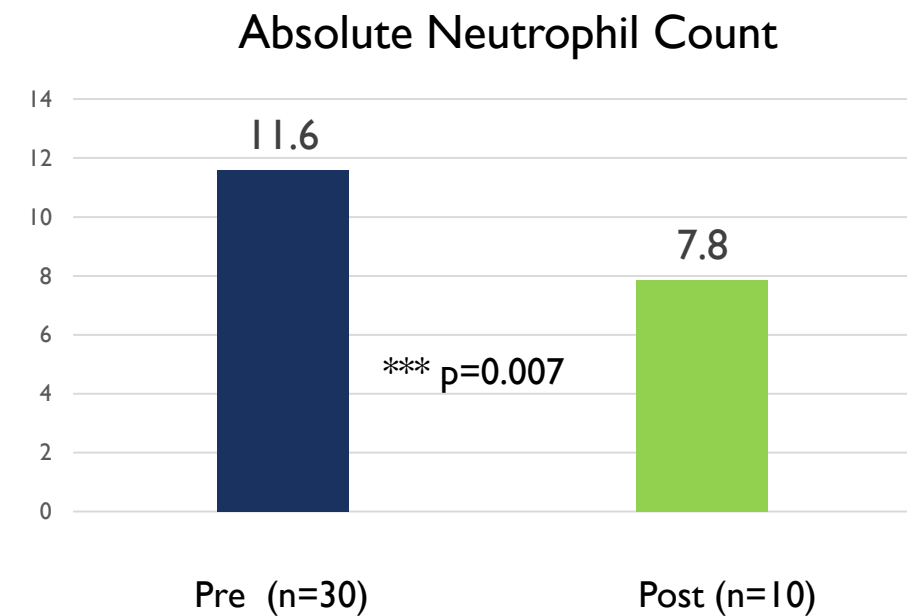 Absolute Neutrophil Count
14
12
10
8
6
4
2
0
11.6
7.8
*** p=0.007
Pre (n=30)
Post (n=10)